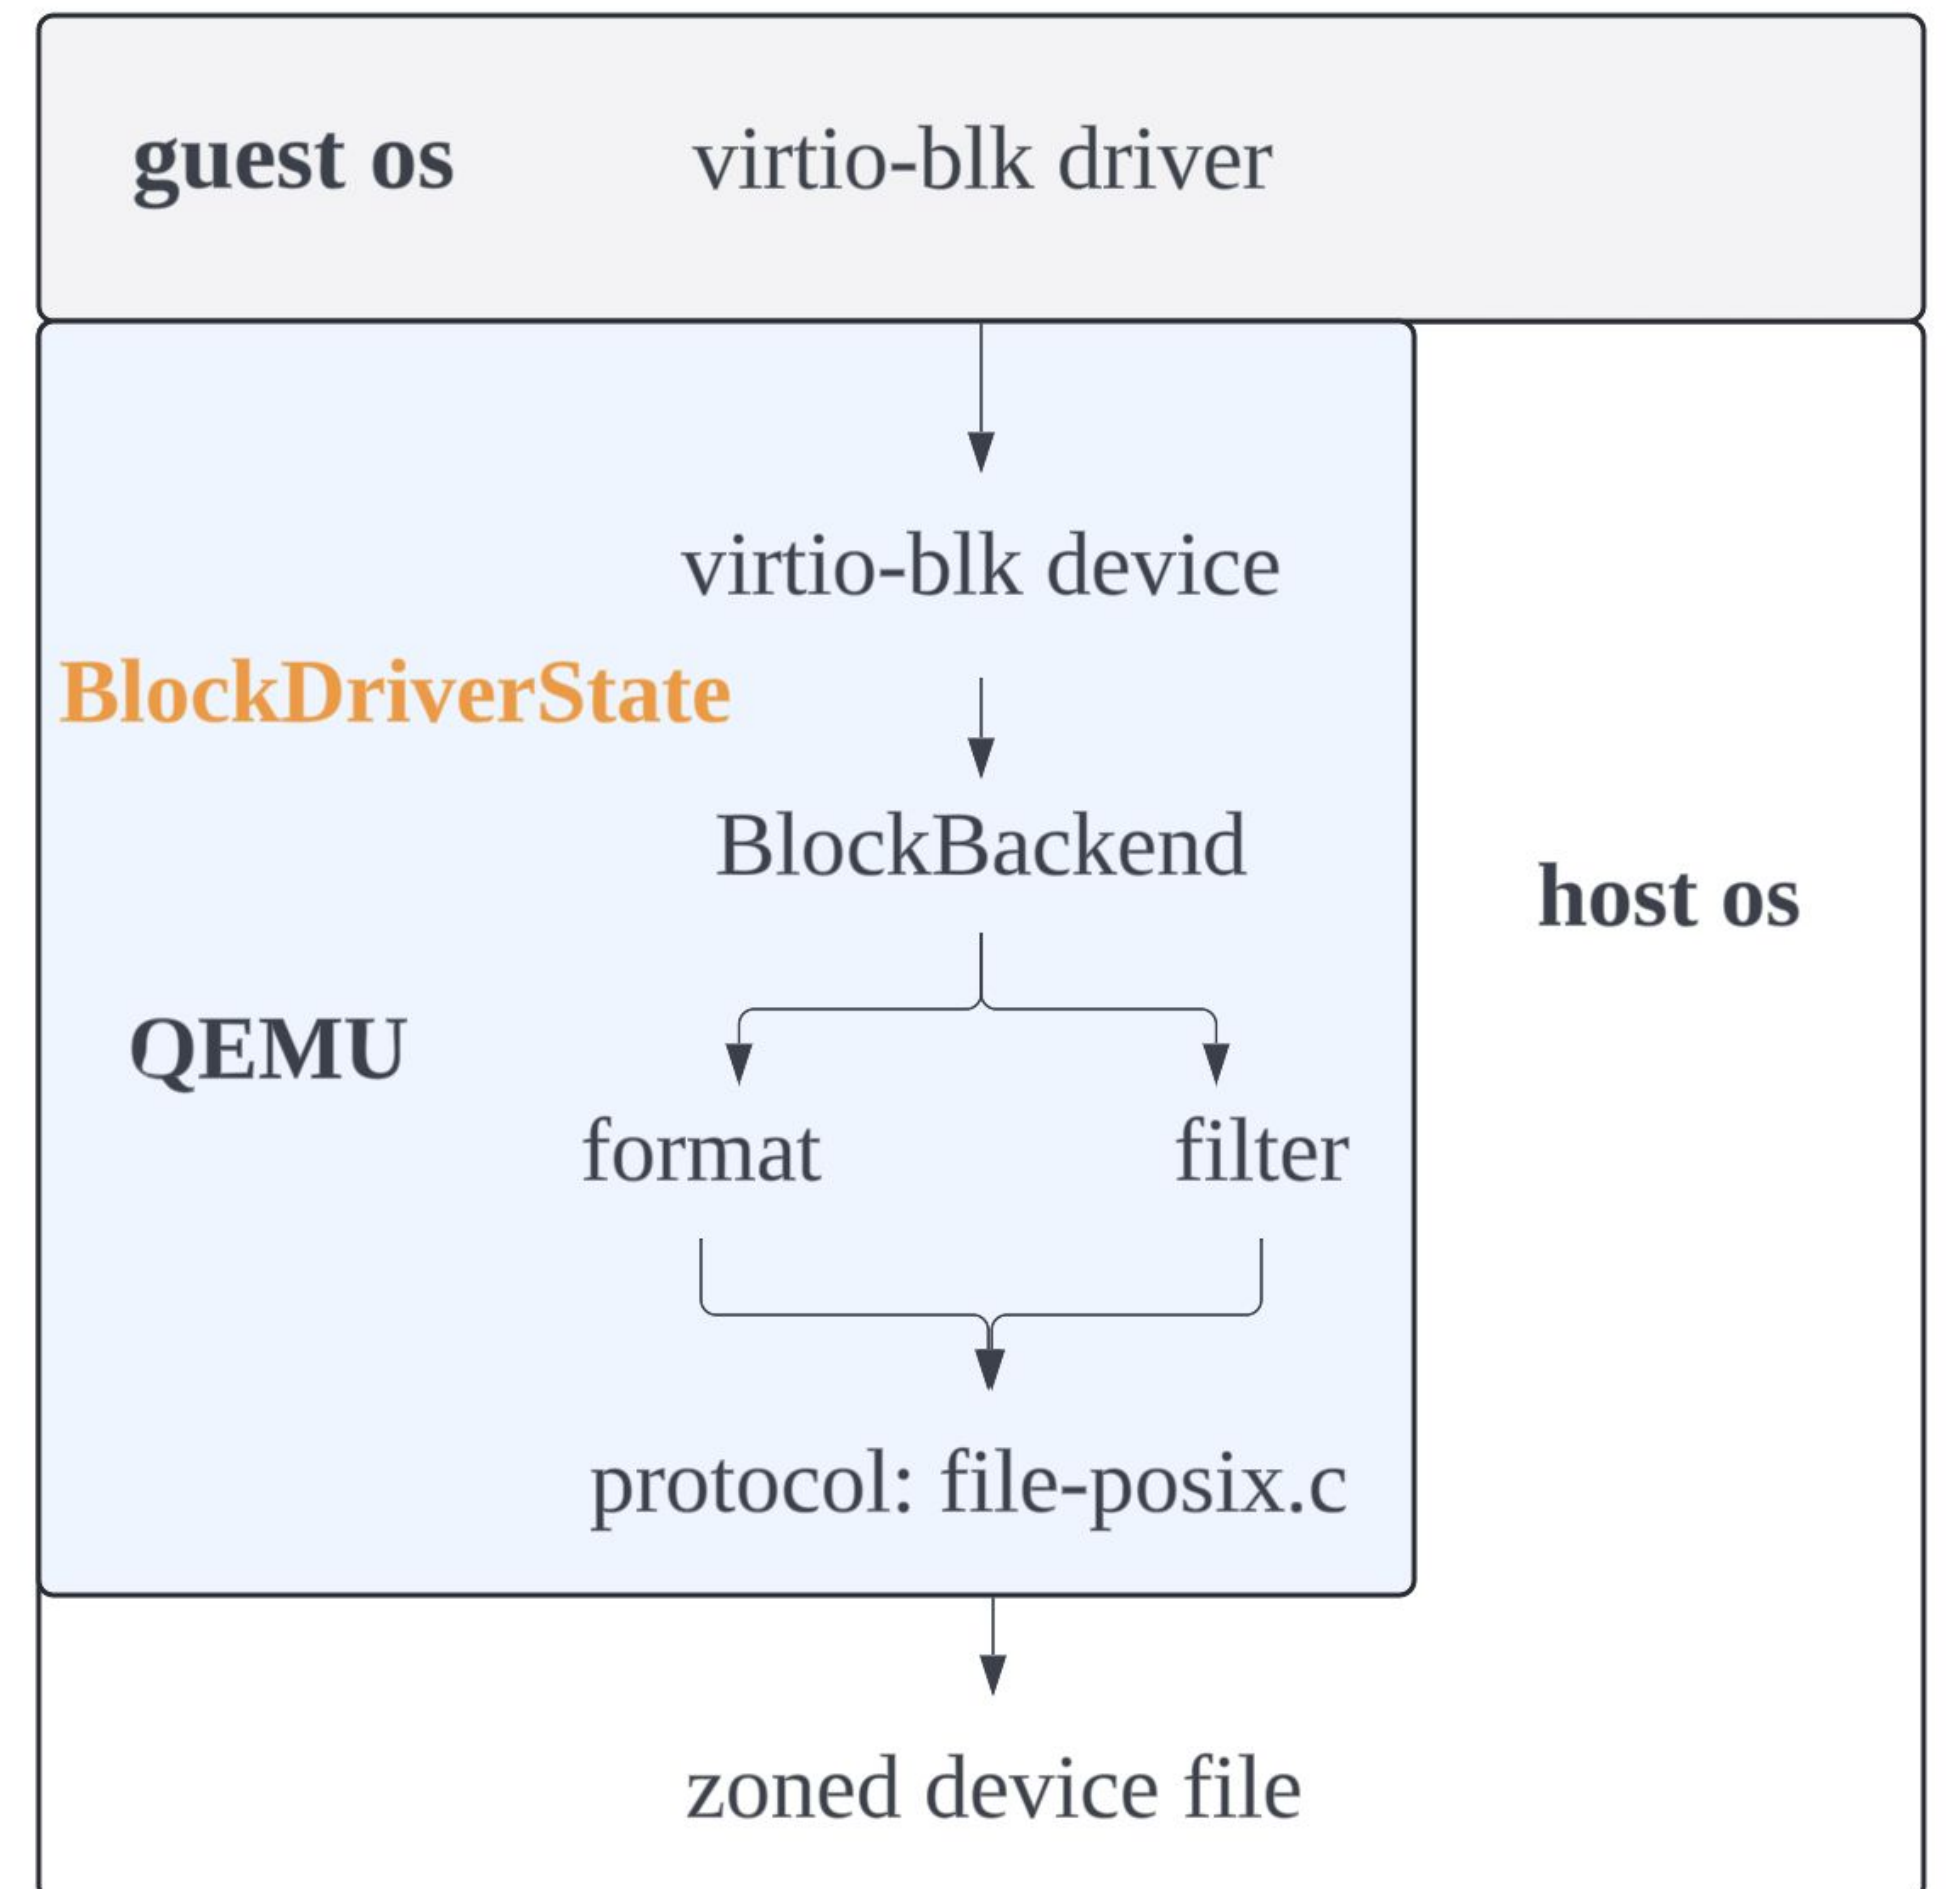 guest os
virtio-blk driver
virtio-blk device
BlockDriverState
BlockBackend
host os
QEMU
format
filter
protocol: file-posix.c
zoned device file